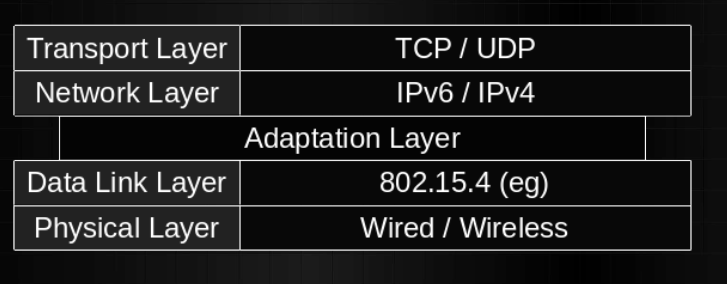 Transport Layer TCP / UDP
Network Layer IPv6 / IPv4
Adaptation Layer
Data Link Layer 802.15.4 (eg)
Physical Layer Wired / Wireless